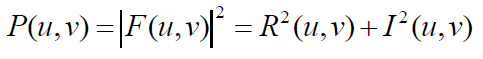 P(u,v) = |F(u,v)|² = R²(u,v) + I²(u,v)